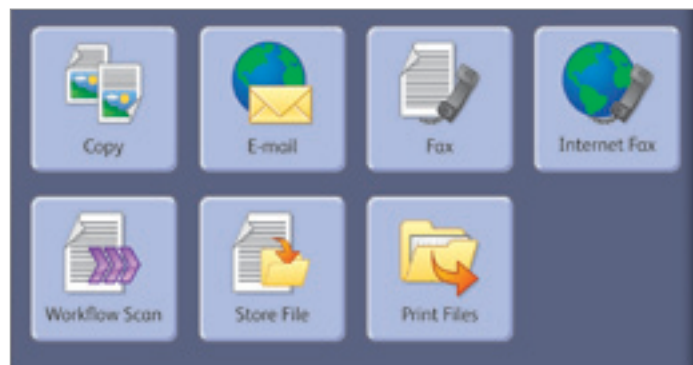 Copy
E-mail
Fax
Internet Fax
Workflow Scan
Store File
Print Files